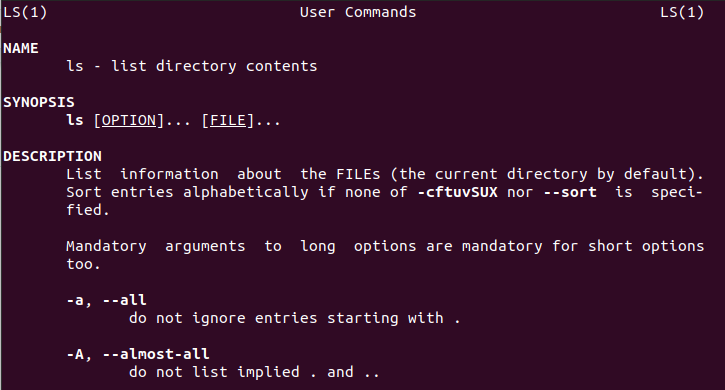 LS(1) User Commands LS(1)
NAME
ls - list directory contents
SYNOPSIS
ls [OPTION]... [FILE]...
DESCRIPTION
List information about the FILEs (the current directory by default).
Sort entries alphabetically if none of -cftuvSUX nor --sort is speci-
fied.
Mandatory arguments to long options are mandatory for short options
too.
-a, --all
do not ignore entries starting with .
-A, --almost-all
do not list implied . and ..